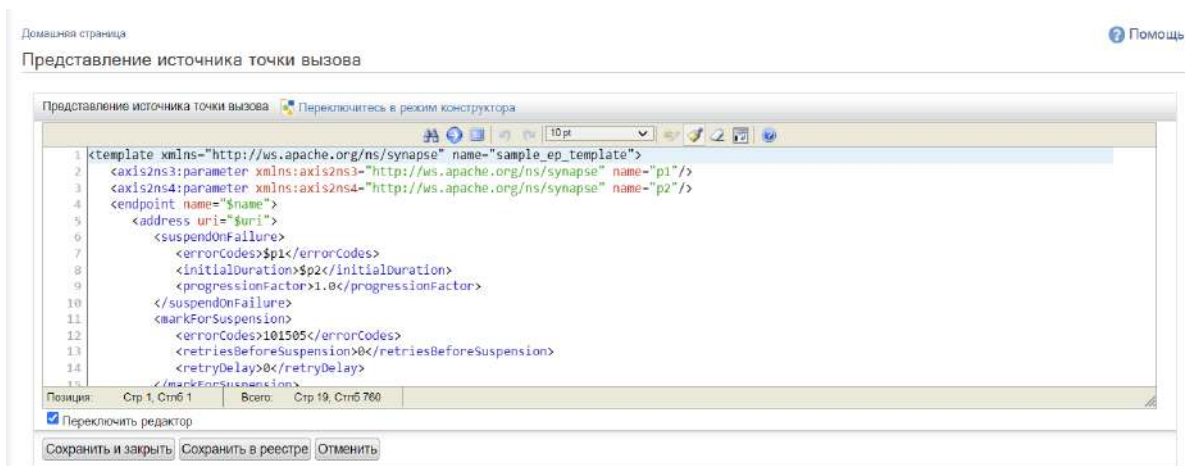 Домашняя страница
Помощь
Представление источника точки вызова
Представление источника точки вызова Переключитесь в режим конструктора
10 pt
1 <template xmlns="http://ws.apache.org/ns/synapse" name="sample_ep_template">
2 <axis2ns3:parameter xmlns:axis2ns3="http://ws.apache.org/ns/synapse" name="p1"/>
3 <axis2ns4:parameter xmlns:axis2ns4="http://ws.apache.org/ns/synapse" name="p2"/>
4 <endpoint name="$name">
5 <address uri="$uri">
6 <suspendOnFailure>
7 <errorCodes>$p1</errorCodes>
8 <initialDuration>$p2</initialDuration>
9 <progressionFactor>1.0</progressionFactor>
10 </suspendOnFailure>
11 <markForSuspension>
12 <errorCodes>101505</errorCodes>
13 <retriesBeforeSuspension>0</retriesBeforeSuspension>
14 <retryDelay>0</retryDelay>
15 </markForSuspension>
Позиция: Стр 1, Стлб 1 Всего: Стр 19, Стлб 760
Переключить редактор
Сохранить и закрыть Сохранить в реестре Отменить